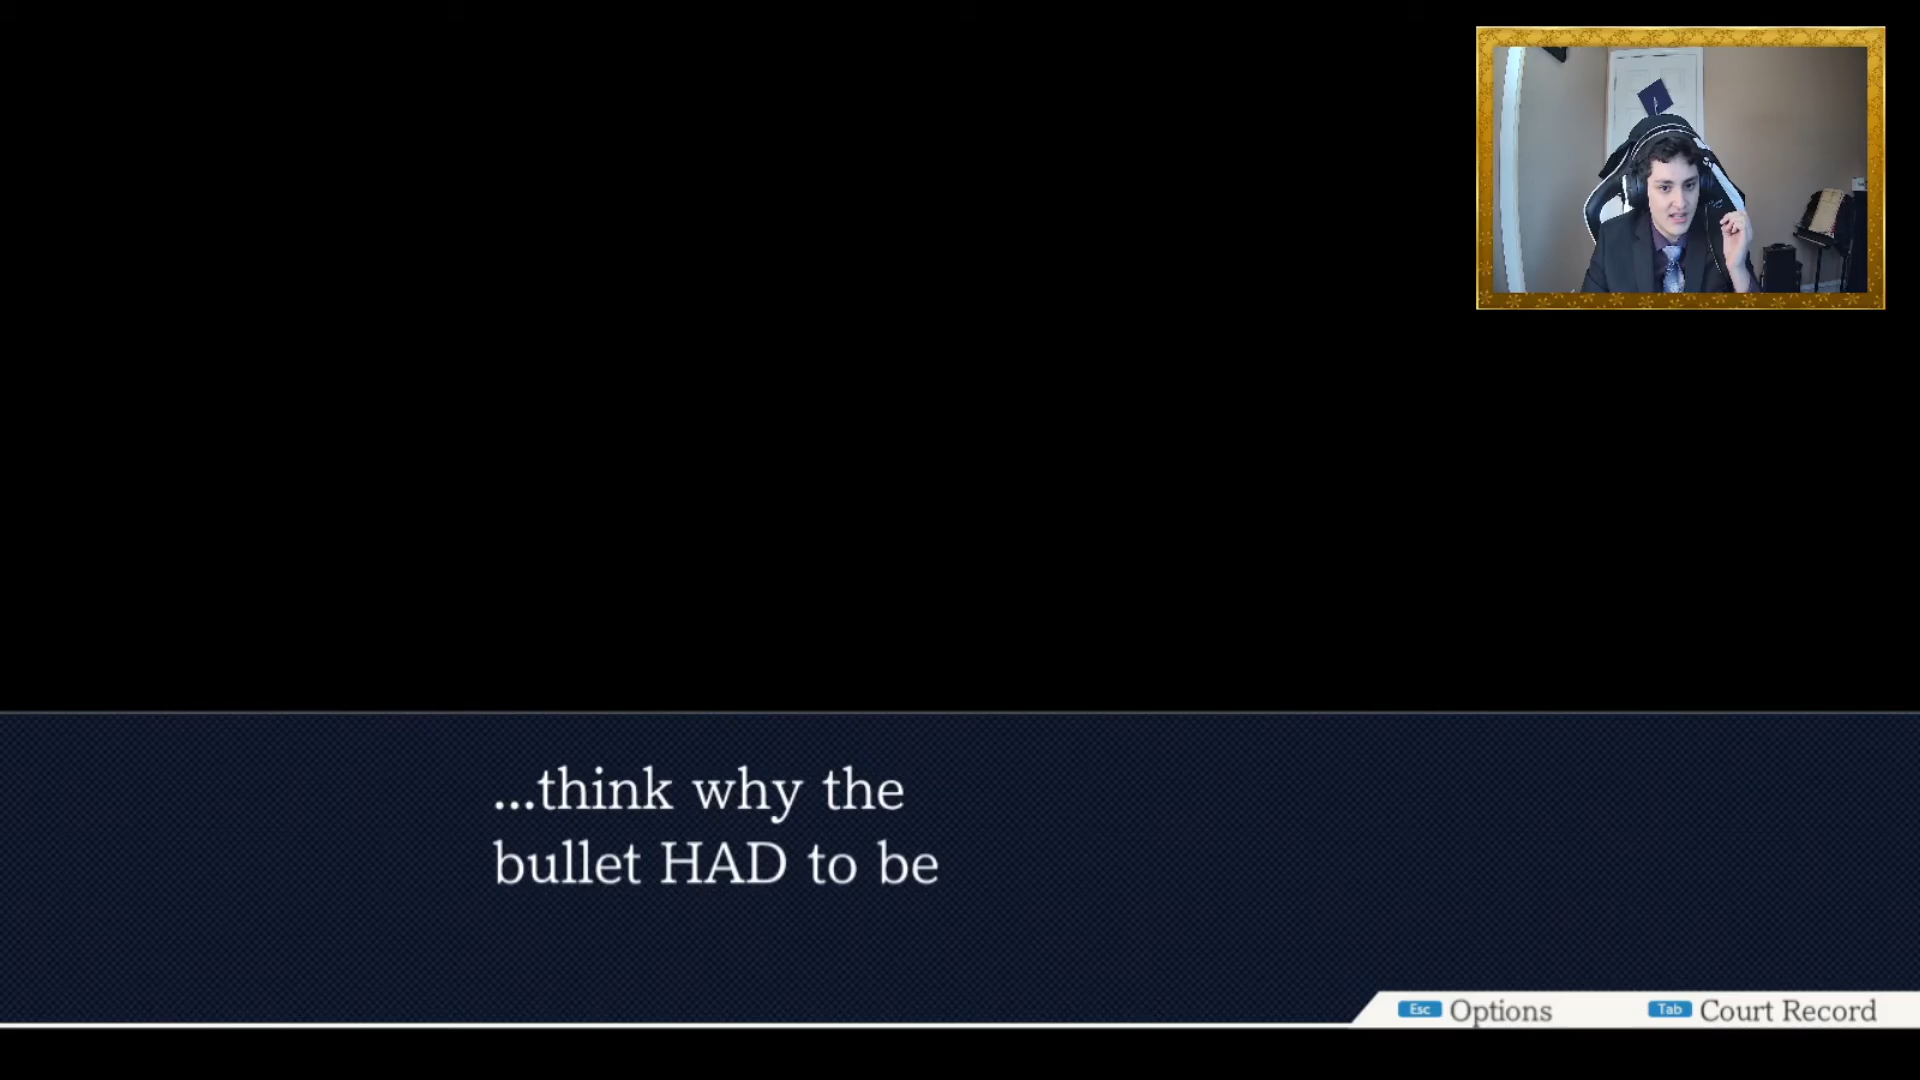 ...think why the
bullet HAD to be
Esc Options
Tab Court Record